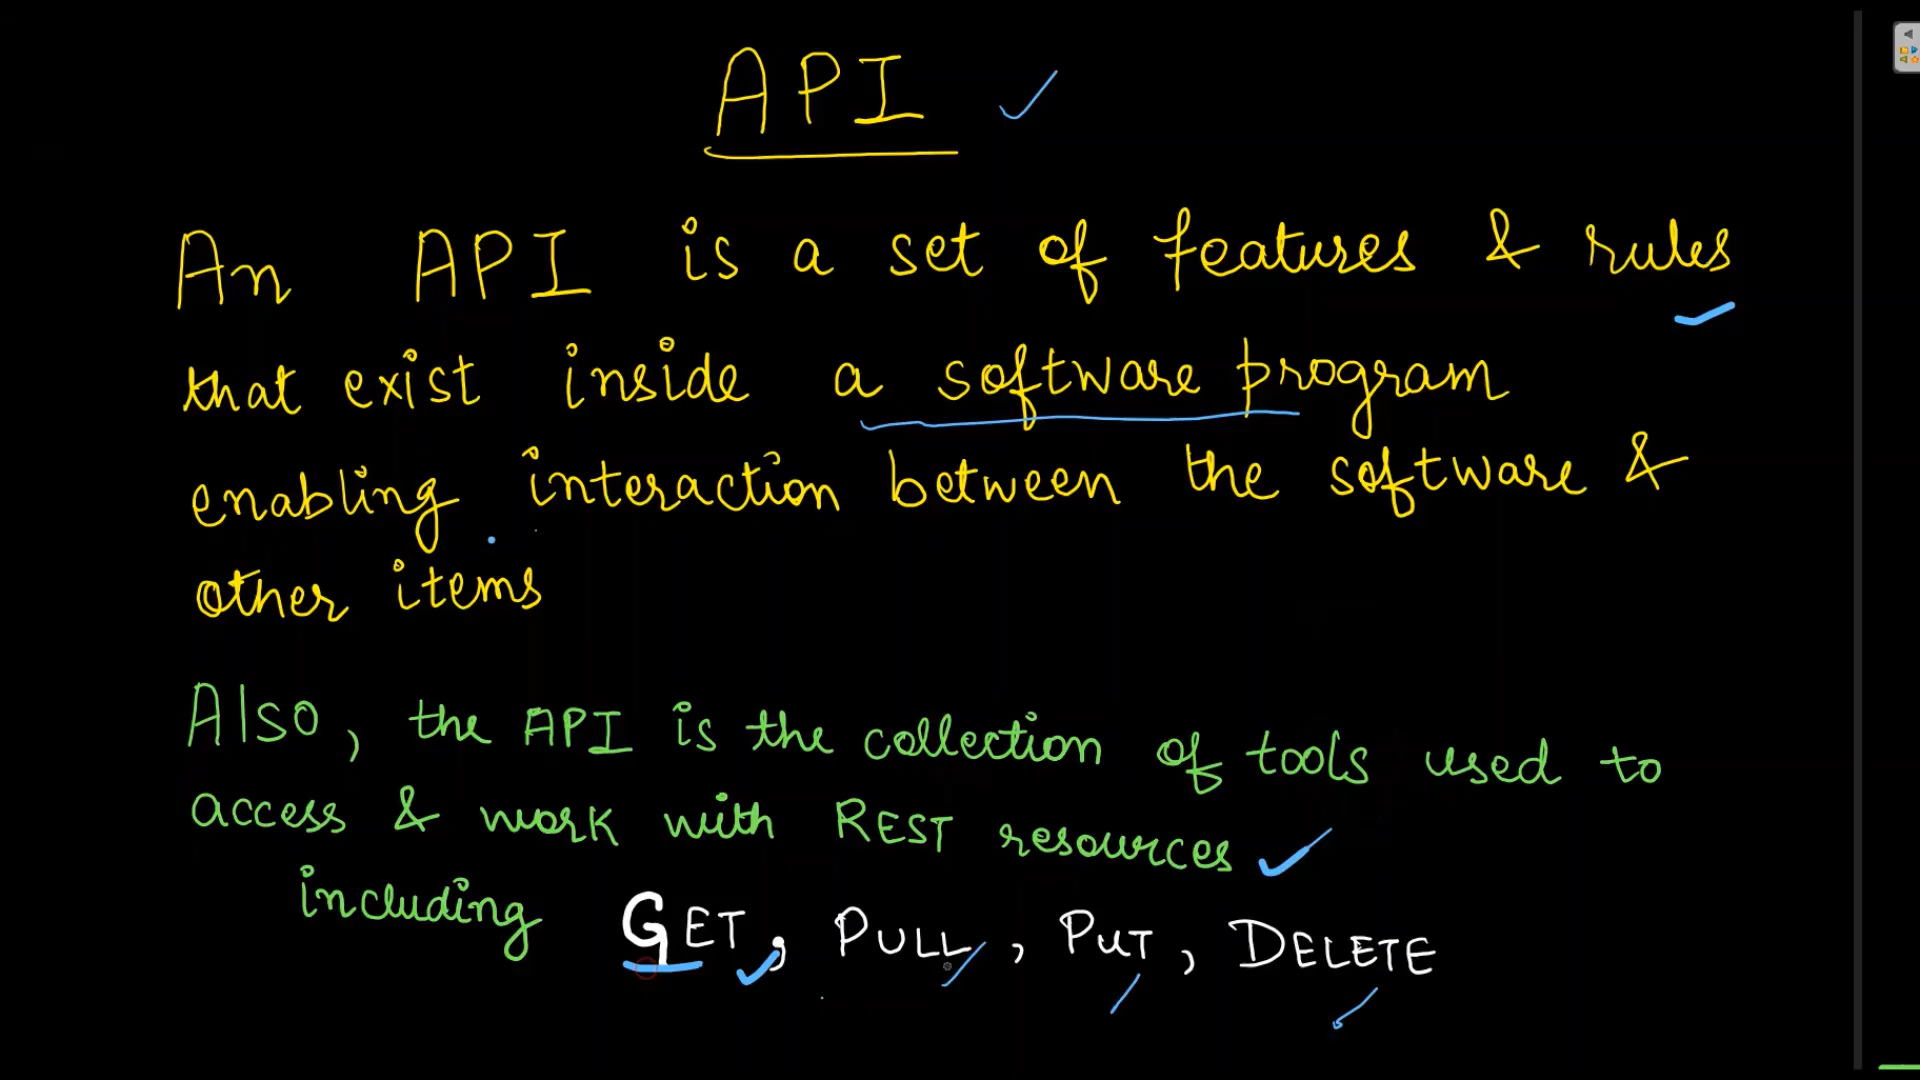 API
An API is a set of features & rules
that exist inside a software program
enabling interaction between the software &
other items
Also, the API is the collection of tools used to
access & work with REST resources
including GET, PULL, PUT, DELETE